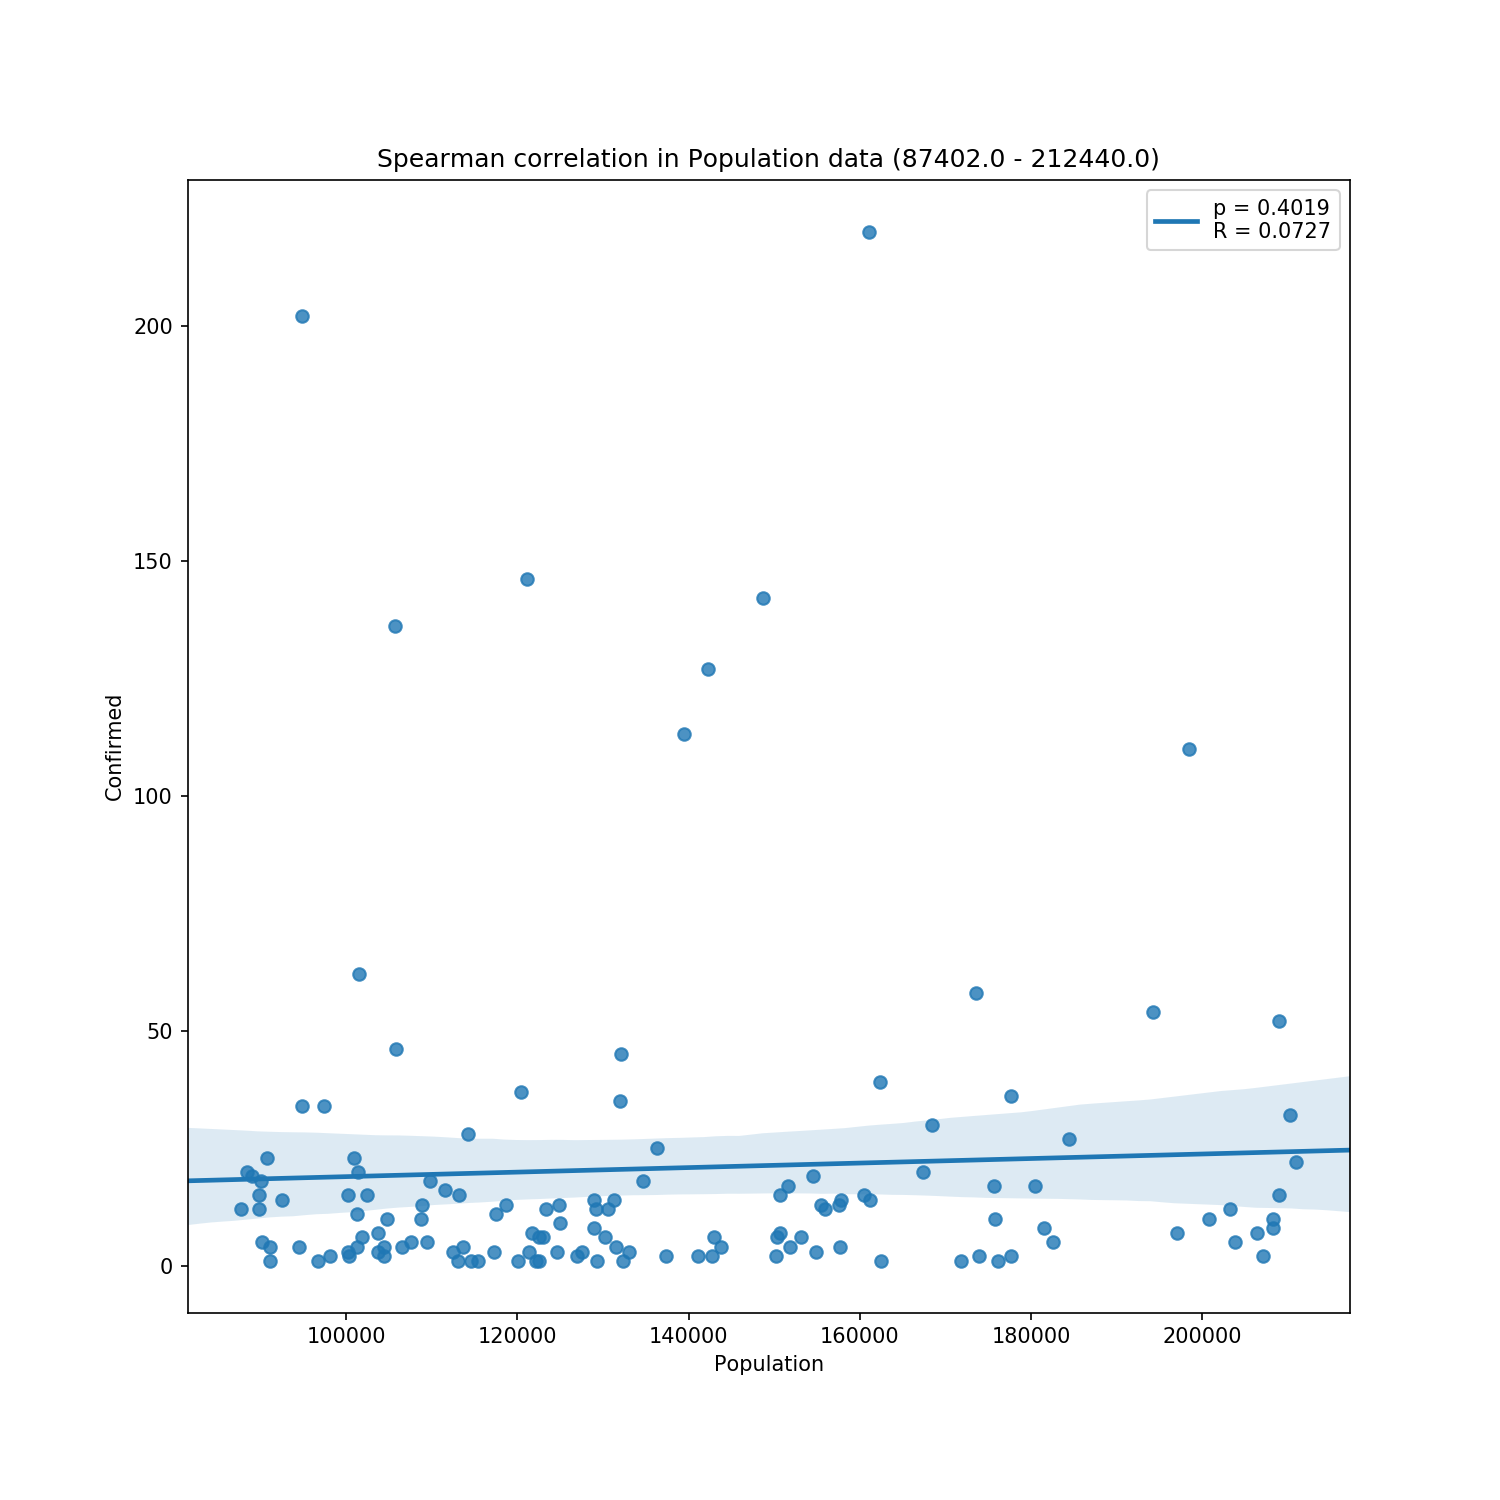 Spearman correlation in Population data (87402.0 - 212440.0)
p = 0.4019
R = 0.0727
200
150
100
50
0
Confirmed
100000 120000 140000 160000 180000 200000
Population